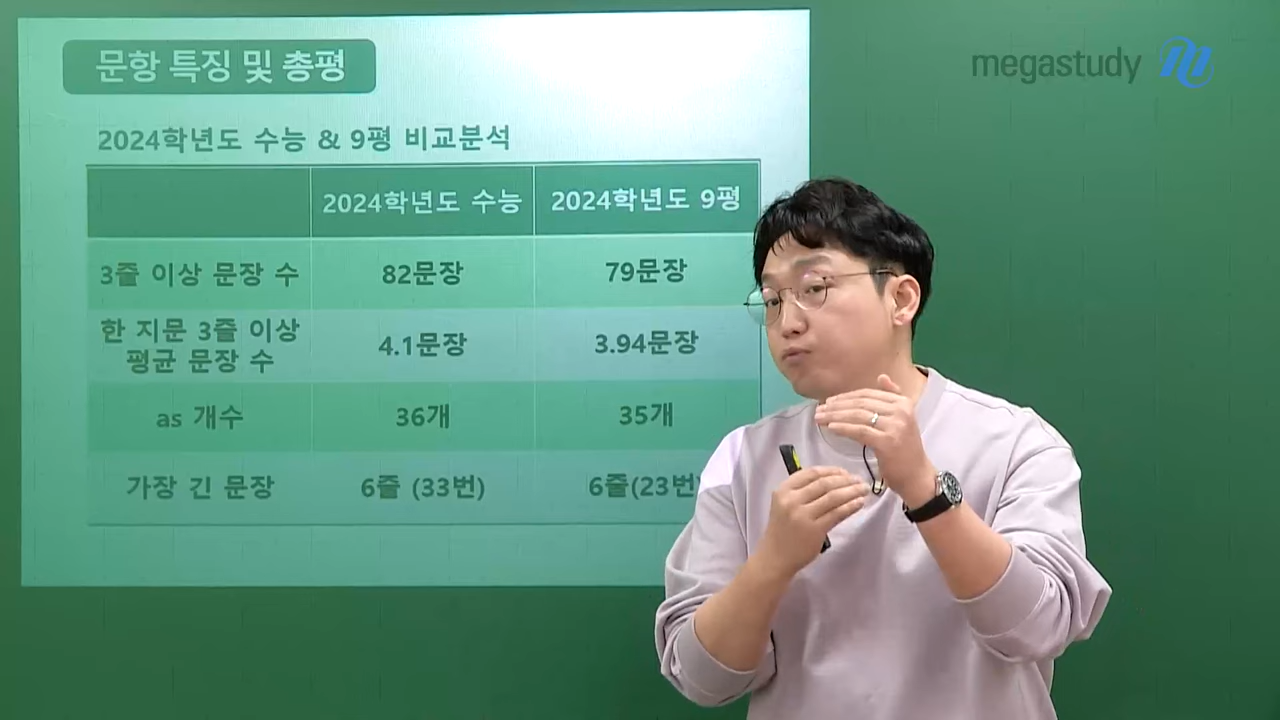 문항 특징 및 총평
megastudy
2024학년도 수능 & 9평 비교분석
2024학년도 수능 2024학년도 9평
3줄 이상 문장 수 82문장 79문장
한 지문 3줄 이상
평균 문장 수 4.1문장 3.94문장
as 개수 36개 35개
가장 긴 문장 6줄 (33번) 6줄(23번)